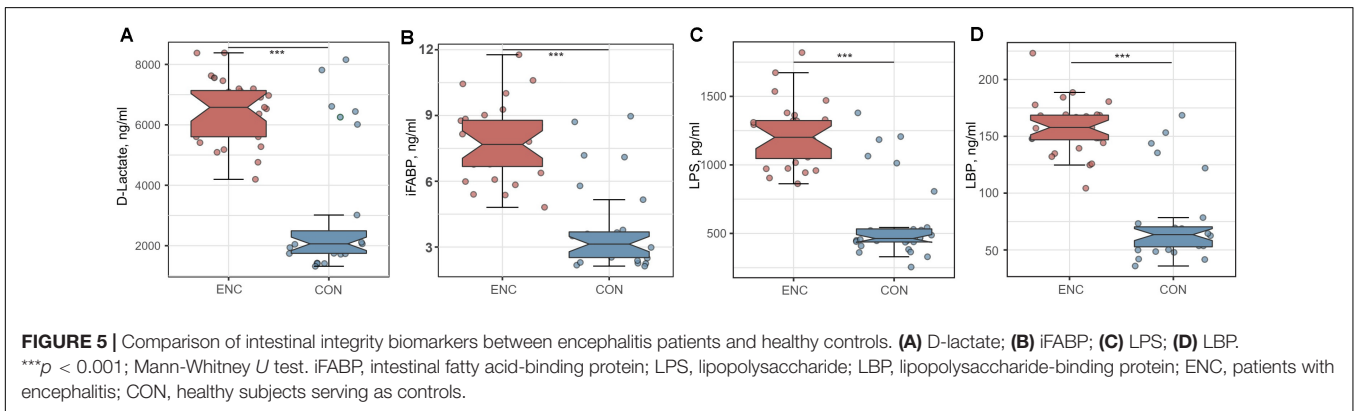 A
D-Lactate, ng/ml
8000
6000
4000
2000
***
ENC
CON
B
iFABP, ng/ml
12
9
6
3
***
ENC
CON
C
LPS, pg/ml
1500
1000
500
***
ENC
CON
D
LBP, ng/ml
200
150
100
50
***
ENC
CON
FIGURE 5 | Comparison of intestinal integrity biomarkers between encephalitis patients and healthy controls. (A) D-lactate; (B) iFABP; (C) LPS; (D) LBP.
***p < 0.001; Mann-Whitney U test. iFABP, intestinal fatty acid-binding protein; LPS, lipopolysaccharide; LBP, lipopolysaccharide-binding protein; ENC, patients with
encephalitis; CON, healthy subjects serving as controls.